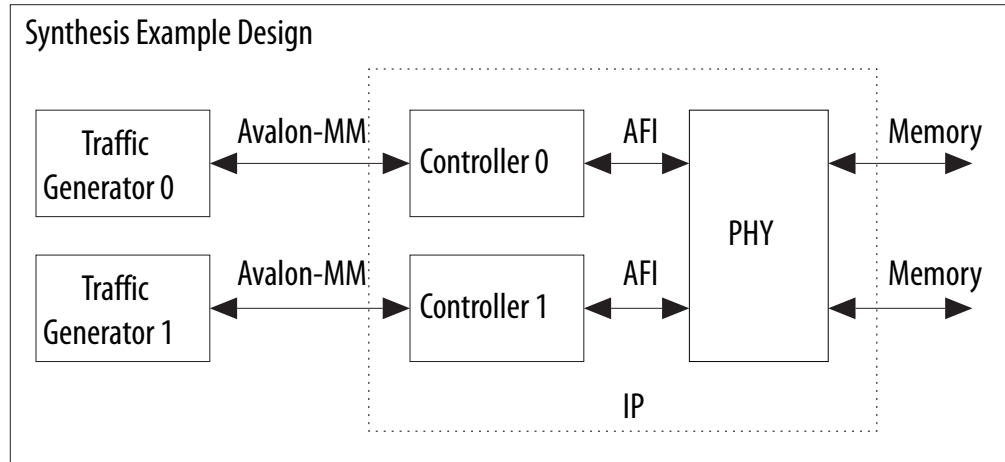 Synthesis Example Design
Traffic
Generator 0
Avalon-MM
Controller 0
AFI
PHY
Memory
Traffic
Generator 1
Avalon-MM
Controller 1
AFI
Memory
IP